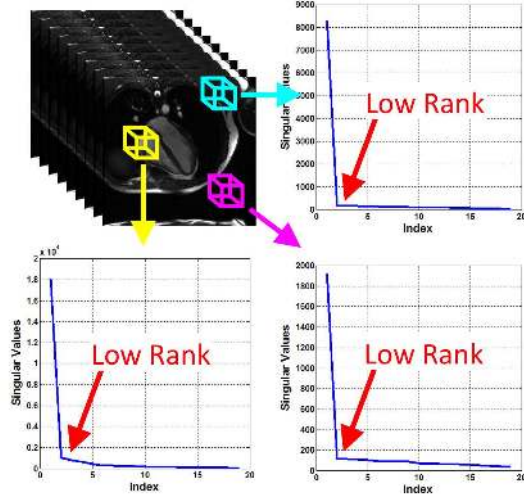 9000
8000
7000
6000
5000
4000
3000
2000
1000
0
Singular Values
Low Rank
0 5 10 15 20
Index
x 10⁴
2
1.8
1.6
1.4
1.2
1
0.8
0.6
0.4
0.2
0
Singular Values
Low Rank
0 5 10 15 20
Index
2000
1800
1600
1400
1200
1000
800
600
400
200
0
Singular Values
Low Rank
0 5 10 15 20
Index